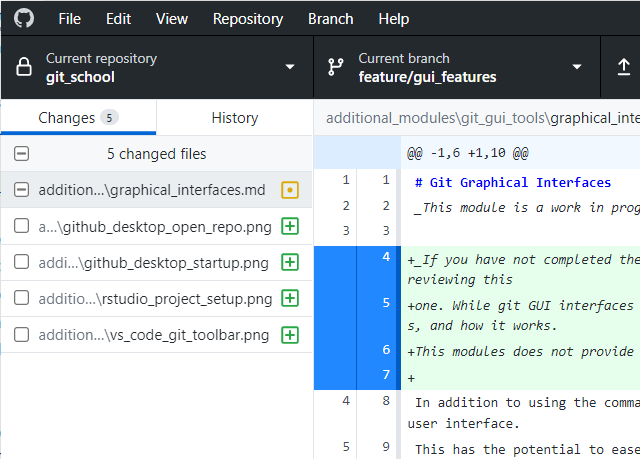 File Edit View Repository Branch Help
Current repository
git_school
Current branch
feature/gui_features
Changes 5 History
additional_modules\git_gui_tools\graphical_inte
5 changed files
@@ -1,6 +1,10 @@
addition...\graphical_interfaces.md
1 1 # Git Graphical Interfaces
2 2 _This module is a work in prog
a...\github_desktop_open_repo.png
3 3
addi...\github_desktop_startup.png
4 +_If you have not completed the
reviewing this
additio...\rstudio_project_setup.png
5 +one. While git GUI interfaces
s, and how it works.
addition...\vs_code_git_toolbar.png
6 +This modules does not provide
7 +
4 8 In addition to using the comma
user interface.
5 9 This has the potential to ease